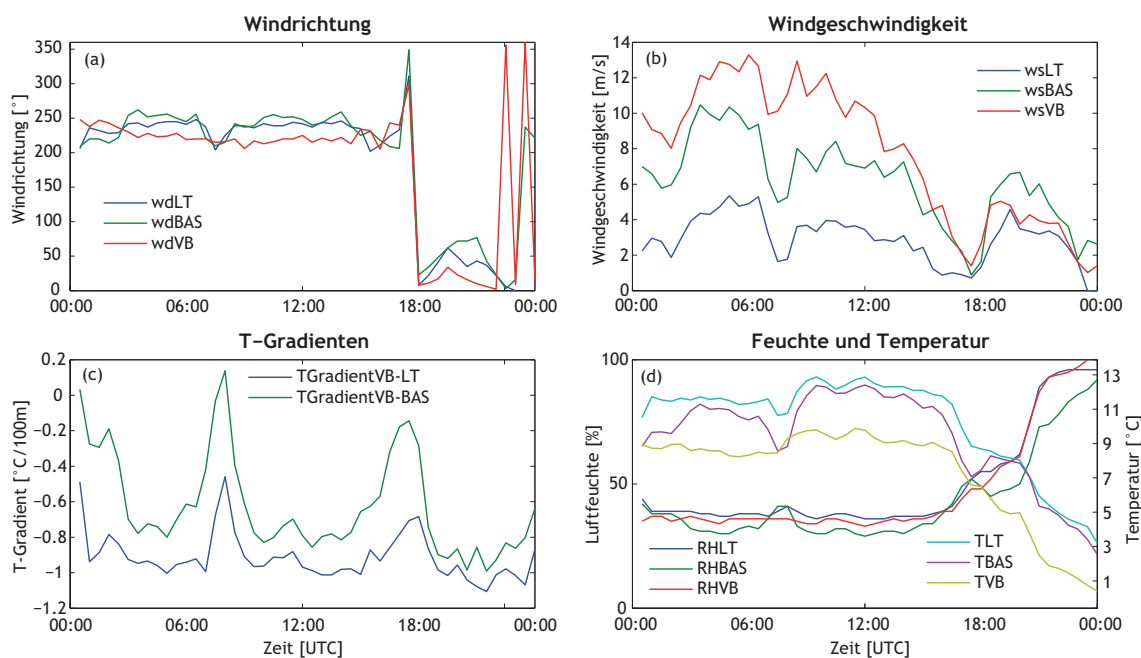 Windrichtung
350
300
250
200
150
100
50
0
Windrichtung [°]
(a)
wdLT
wdBAS
wdVB
00:00 06:00 12:00 18:00 00:00
Windgeschwindigkeit
14
12
10
8
6
4
2
0
Windgeschwindigkeit [m/s]
(b)
wsLT
wsBAS
wsVB
00:00 06:00 12:00 18:00 00:00
T−Gradienten
0.2
0
−0.2
−0.4
−0.6
−0.8
−1
−1.2
T-Gradient [°C/100m]
(c)
TGradientVB-LT
TGradientVB-BAS
00:00 06:00 12:00 18:00 00:00
Zeit [UTC]
Feuchte und Temperatur
100
50
0
Luftfeuchte [%]
(d)
RHLT
RHBAS
RHVB
TLT
TBAS
TVB
13
11
9
7
5
3
1
Temperatur [°C]
00:00 06:00 12:00 18:00 00:00
Zeit [UTC]